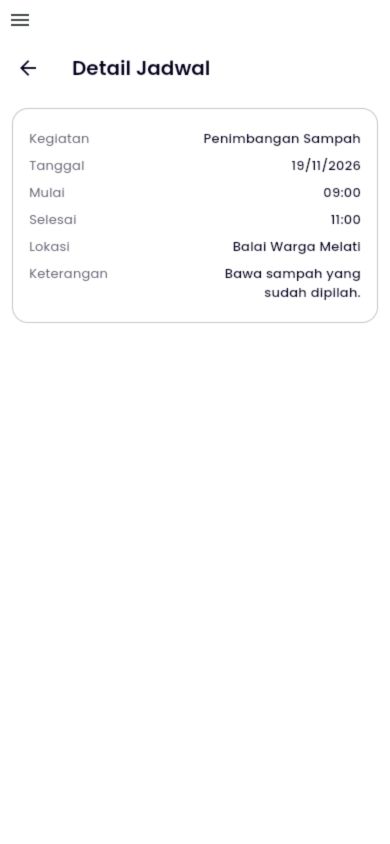 Detail Jadwal
Kegiatan Penimbangan Sampah
Tanggal 19/11/2026
Mulai 09:00
Selesai 11:00
Lokasi Balai Warga Melati
Keterangan Bawa sampah yang
sudah dipilah.